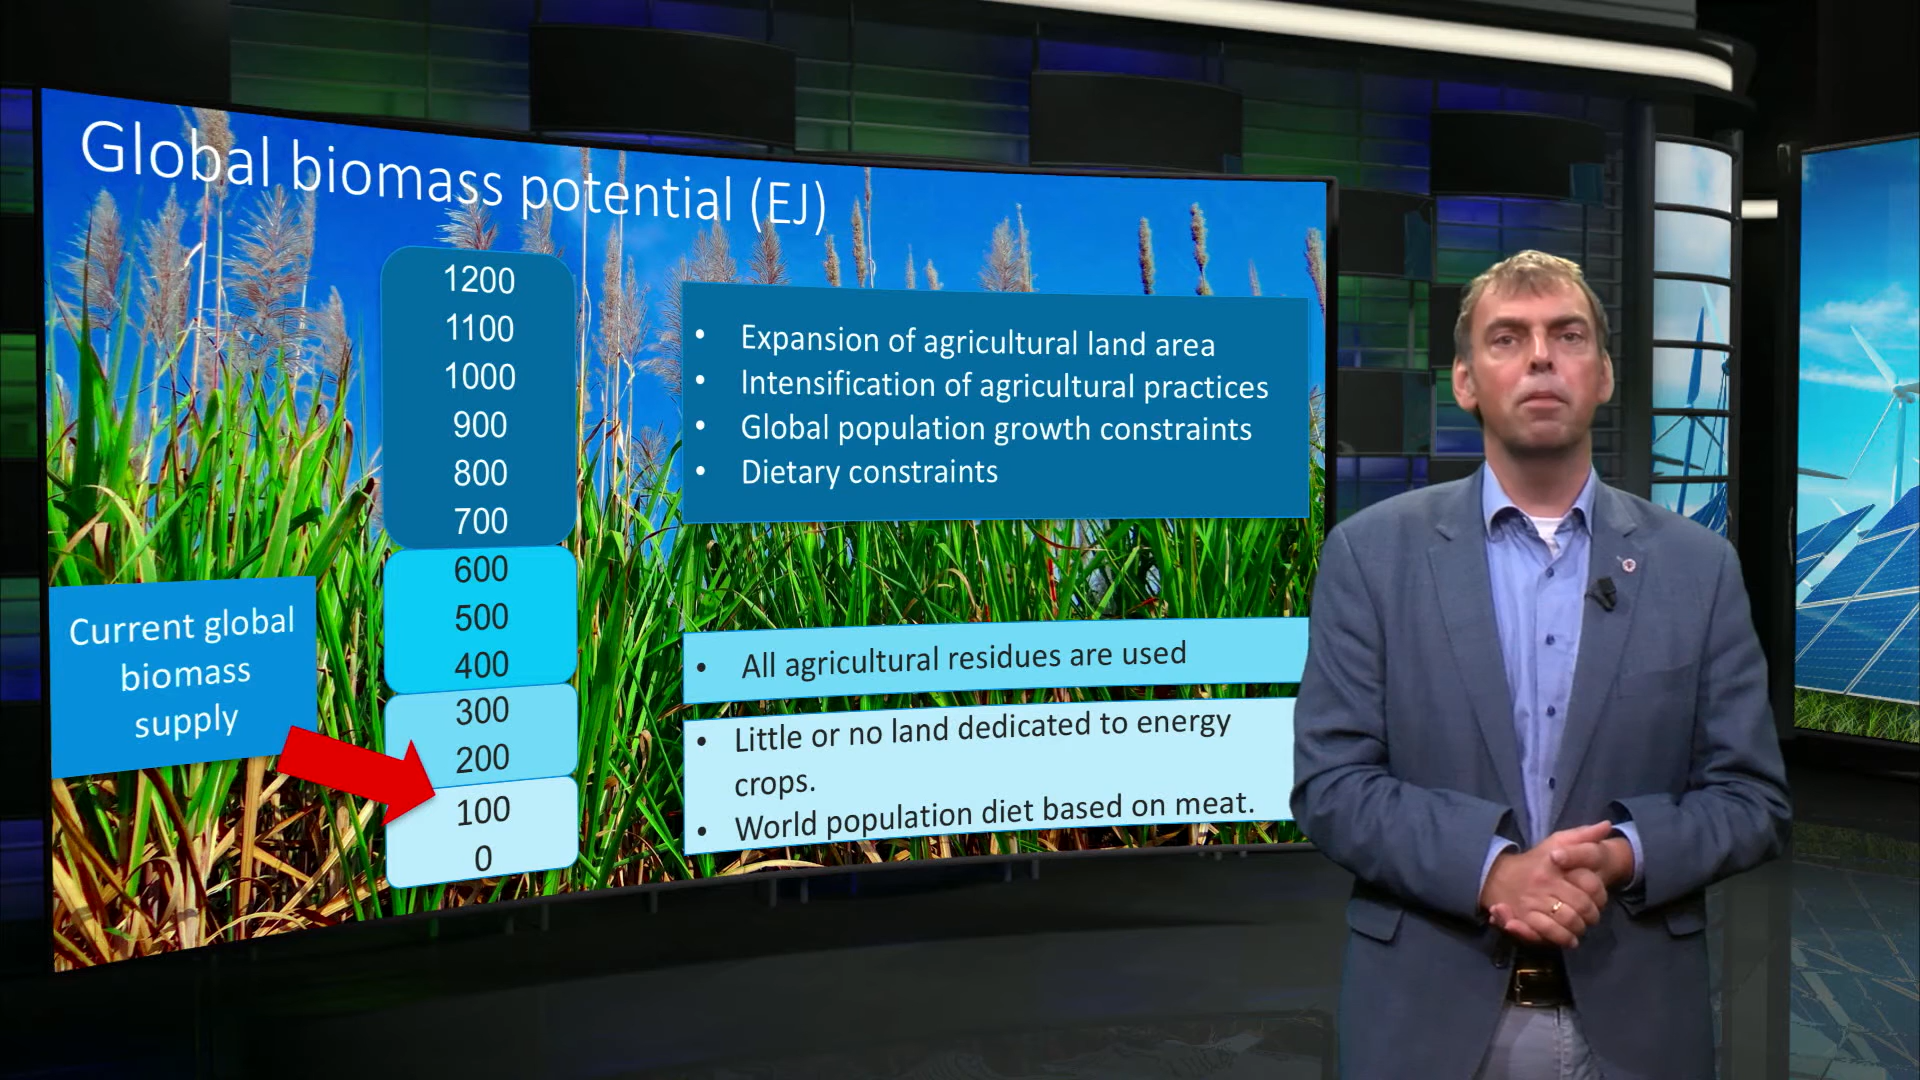 Global biomass potential (EJ)
1200
1100
1000
900
800
700
600
500
400
300
200
100
0
• Expansion of agricultural land area
• Intensification of agricultural practices
• Global population growth constraints
• Dietary constraints
Current global
biomass
supply
• All agricultural residues are used
• Little or no land dedicated to energy
crops.
• World population diet based on meat.